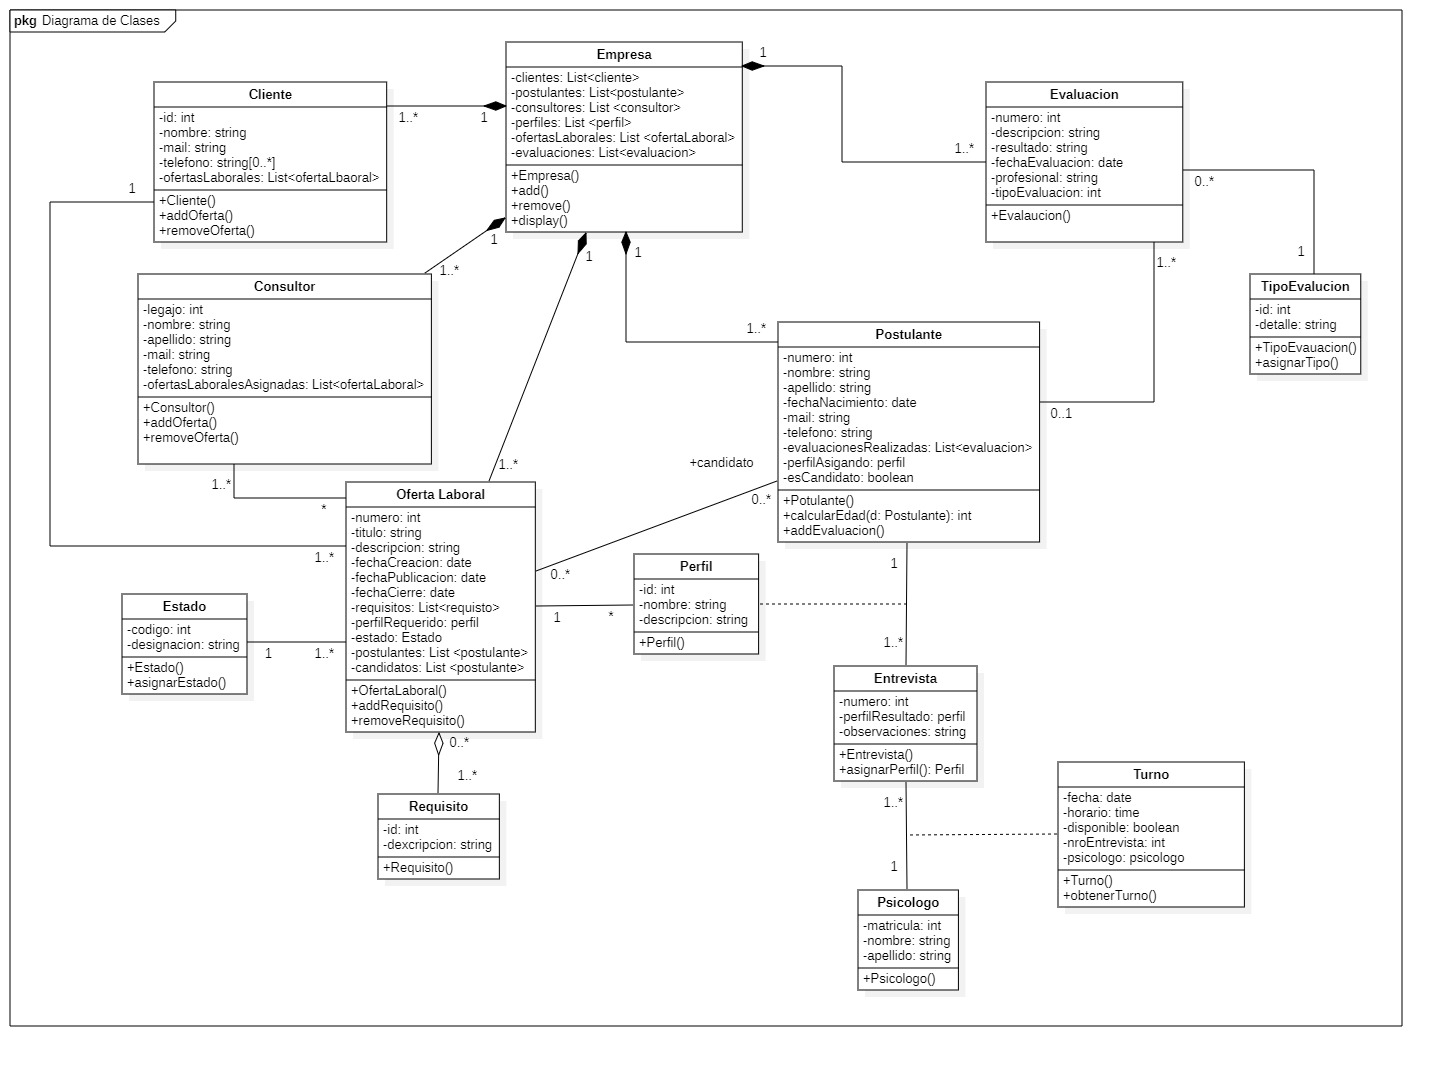 pkg Diagrama de Clases
Empresa
-clientes: List<cliente>
-postulantes: List<postulante>
-consultores: List <consultor>
-perfiles: List <perfil>
-ofertasLaborales: List <ofertaLaboral>
-evaluaciones: List<evaluacion>
+Empresa()
+add()
+remove()
+display()
1
1
1
1
1
Cliente
-id: int
-nombre: string
-mail: string
-telefono: string[0..*]
-ofertasLaborales: List<ofertaLbaoral>
+Cliente()
+addOferta()
+removeOferta()
1..*
1
Evaluacion
-numero: int
-descripcion: string
-resultado: string
-fechaEvaluacion: date
-profesional: string
-tipoEvaluacion: int
+Evalaucion()
1..*
0..*
1..*
1
TipoEvalucion
-id: int
-detalle: string
+TipoEvauacion()
+asignarTipo()
Consultor
-legajo: int
-nombre: string
-apellido: string
-mail: string
-telefono: string
-ofertasLaboralesAsignadas: List<ofertaLaboral>
+Consultor()
+addOferta()
+removeOferta()
1..*
1..*
*
Postulante
-numero: int
-nombre: string
-apellido: string
-fechaNacimiento: date
-mail: string
-telefono: string
-evaluacionesRealizadas: List<evaluacion>
-perfilAsigando: perfil
-esCandidato: boolean
+Potulante()
+calcularEdad(d: Postulante): int
+addEvaluacion()
1..*
0..1
+candidato
0..*
1
Oferta Laboral
-numero: int
-titulo: string
-descripcion: string
-fechaCreacion: date
-fechaPublicacion: date
-fechaCierre: date
-requisitos: List<requisto>
-perfilRequerido: perfil
-estado: Estado
-postulantes: List <postulante>
-candidatos: List <postulante>
+OfertaLaboral()
+addRequisito()
+removeRequisito()
1..*
1..*
0..*
1
*
1..*
0..*
1..*
Perfil
-id: int
-nombre: string
-descripcion: string
+Perfil()
Estado
-codigo: int
-designacion: string
+Estado()
+asignarEstado()
1
Requisito
-id: int
-dexcripcion: string
+Requisito()
1..*
Entrevista
-numero: int
-perfilResultado: perfil
-observaciones: string
+Entrevista()
+asignarPerfil(): Perfil
1..*
1
Turno
-fecha: date
-horario: time
-disponible: boolean
-nroEntrevista: int
-psicologo: psicologo
+Turno()
+obtenerTurno()
Psicologo
-matricula: int
-nombre: string
-apellido: string
+Psicologo()